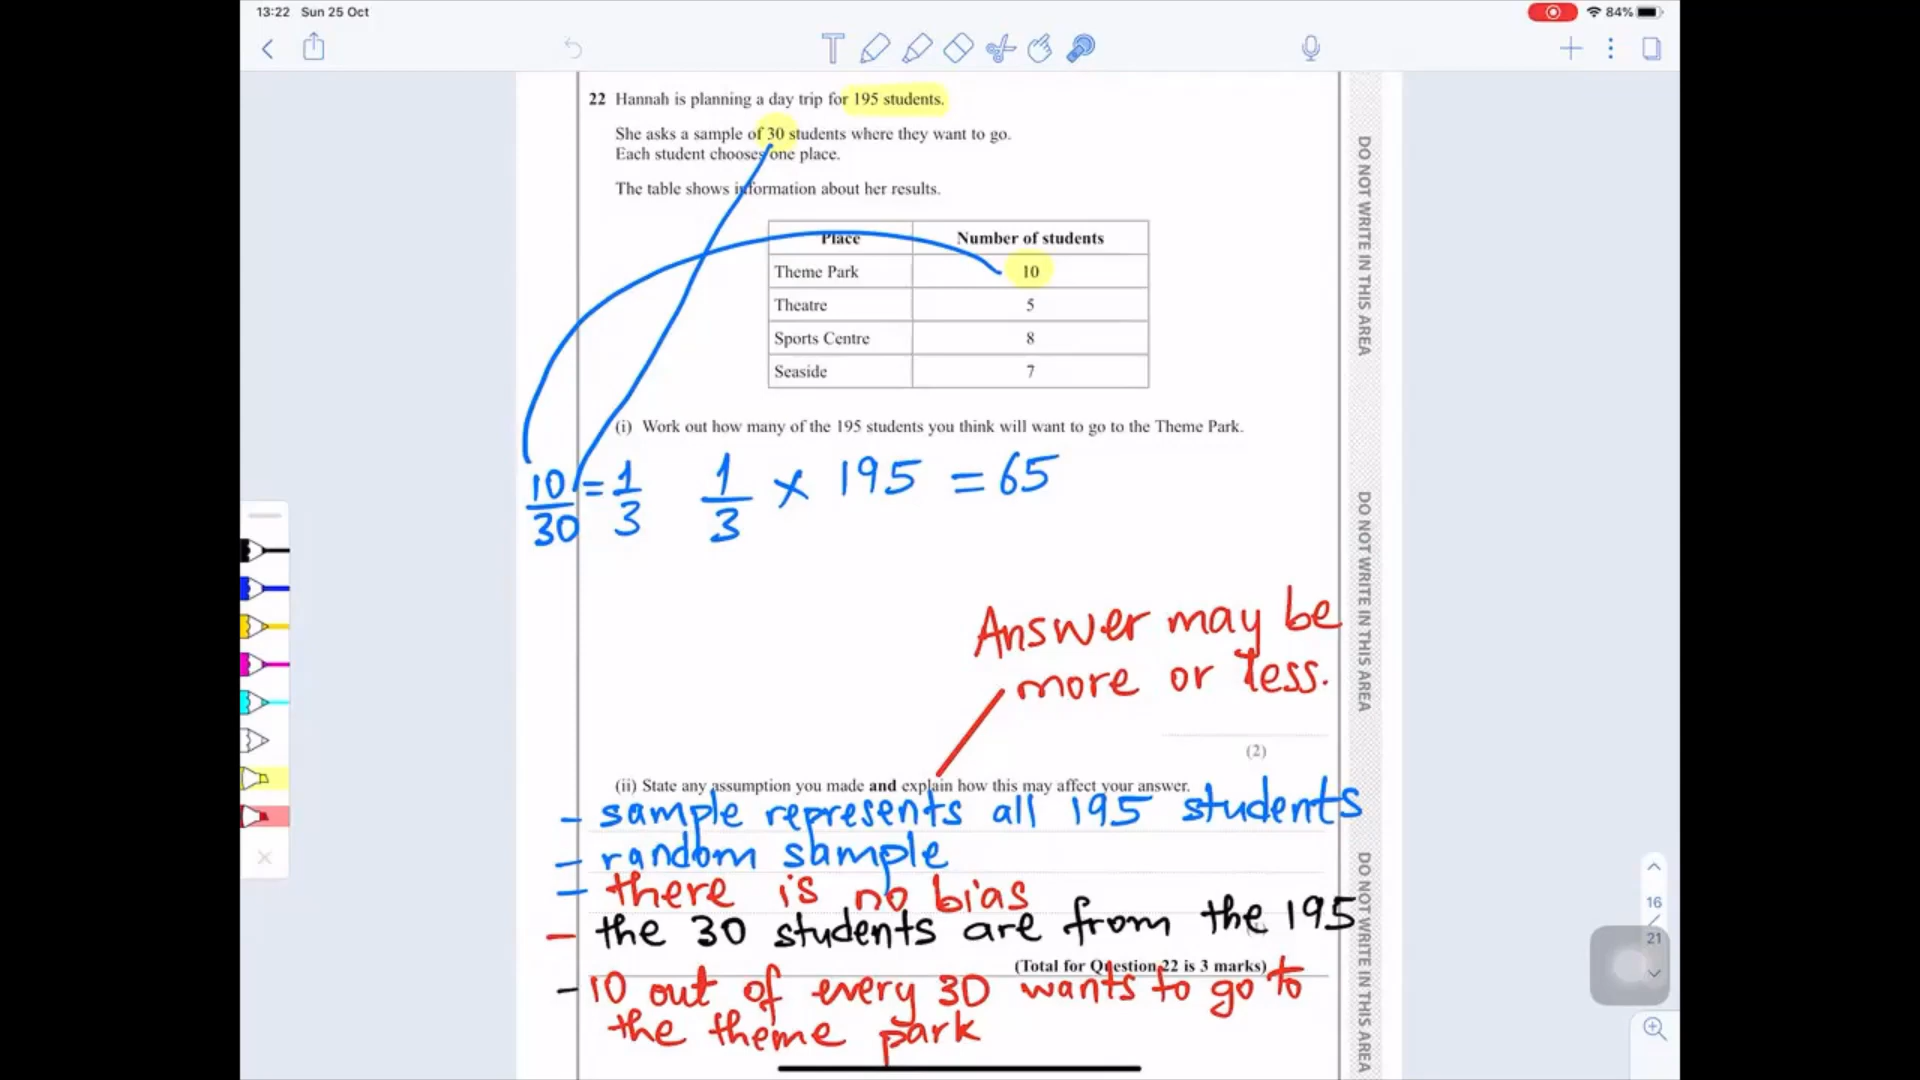 13:22 Sun 25 Oct
84%
22 Hannah is planning a day trip for 195 students.
She asks a sample of 30 students where they want to go.
Each student chooses one place.
The table shows information about her results.
Place Number of students
Theme Park 10
Theatre 5
Sports Centre 8
Seaside 7
(i) Work out how many of the 195 students you think will want to go to the Theme Park.
10/30 = 1/3 1/3 × 195 = 65
Answer may be
more or less.
(2)
(ii) State any assumption you made and explain how this may affect your answer.
- sample represents all 195 students
- random sample
- there is no bias
- the 30 students are from the 195
(Total for Question 22 is 3 marks)
- 10 out of every 30 wants to go to
the theme park
DO NOT WRITE IN THIS AREA
DO NOT WRITE IN THIS AREA
DO NOT WRITE IN THIS AREA
16
/
21